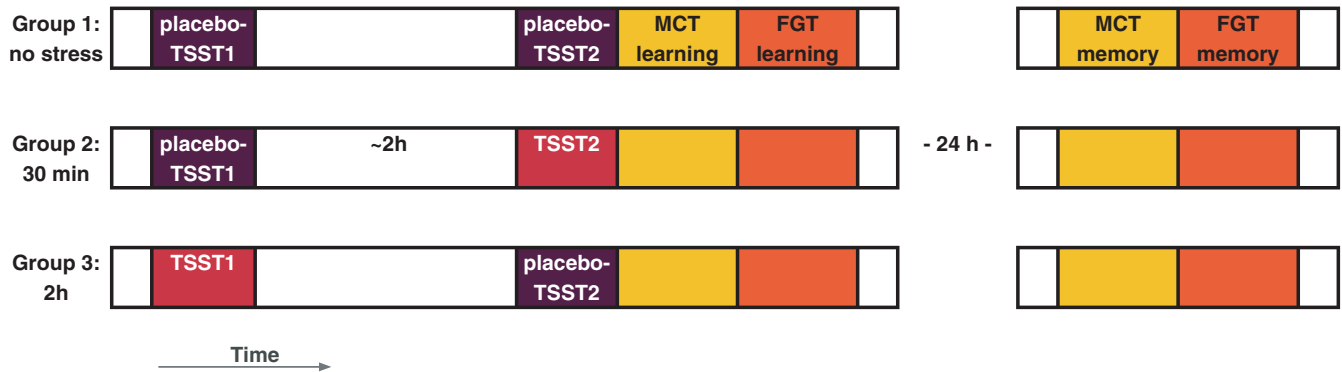 Group 1:
no stress
placebo-
TSST1
placebo-
TSST2
MCT
learning
FGT
learning
MCT
memory
FGT
memory
Group 2:
30 min
placebo-
TSST1
~2h
TSST2
- 24 h -
Group 3:
2h
TSST1
placebo-
TSST2
Time